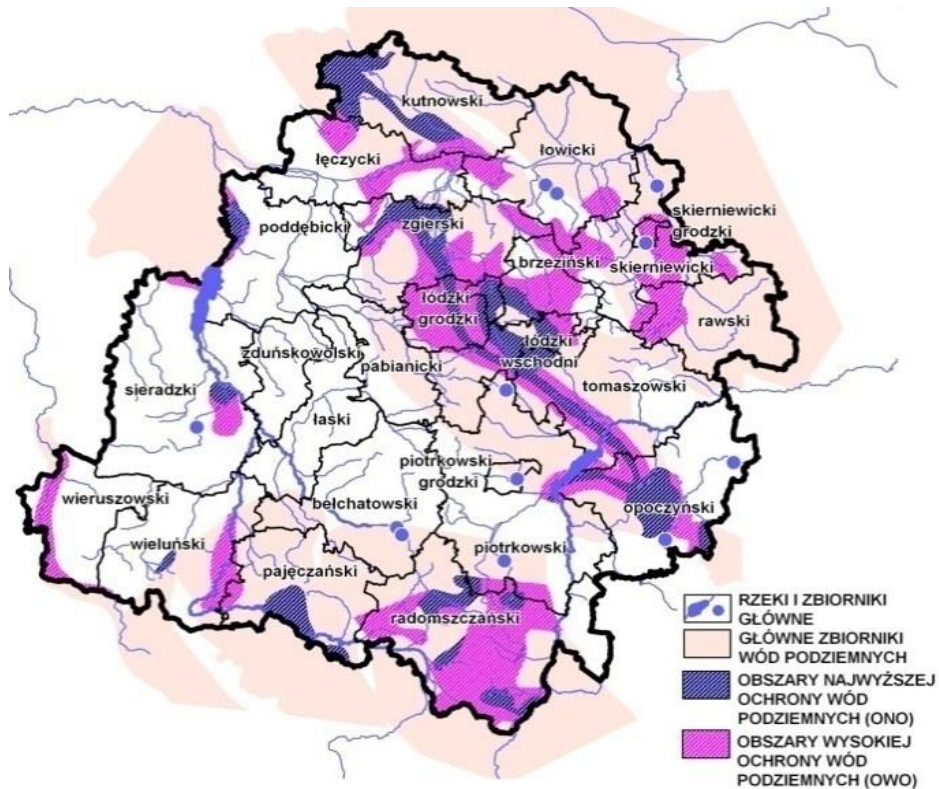 kutnowski
łęczycki
łowicki
skierniewicki
grodzki
poddębicki
zgierski
brzeziński
skierniewicki
łódzki
grodzki
rawski
łódzki
wschodni
zduńskowolski
pabianicki
sieradzki
tomaszowski
łaski
piotrkowski
grodzki
wieruszowski
bełchatowski
opoczyński
wieluński
piotrkowski
pajęczański
radomszczański
RZEKI I ZBIORNIKI
GŁÓWNE
GŁÓWNE ZBIORNIKI
WÓD PODZIEMNYCH
OBSZARY NAJWYŻSZEJ
OCHRONY WÓD
PODZIEMNYCH (ONO)
OBSZARY WYSOKIEJ
OCHRONY WÓD
PODZIEMNYCH (OWO)